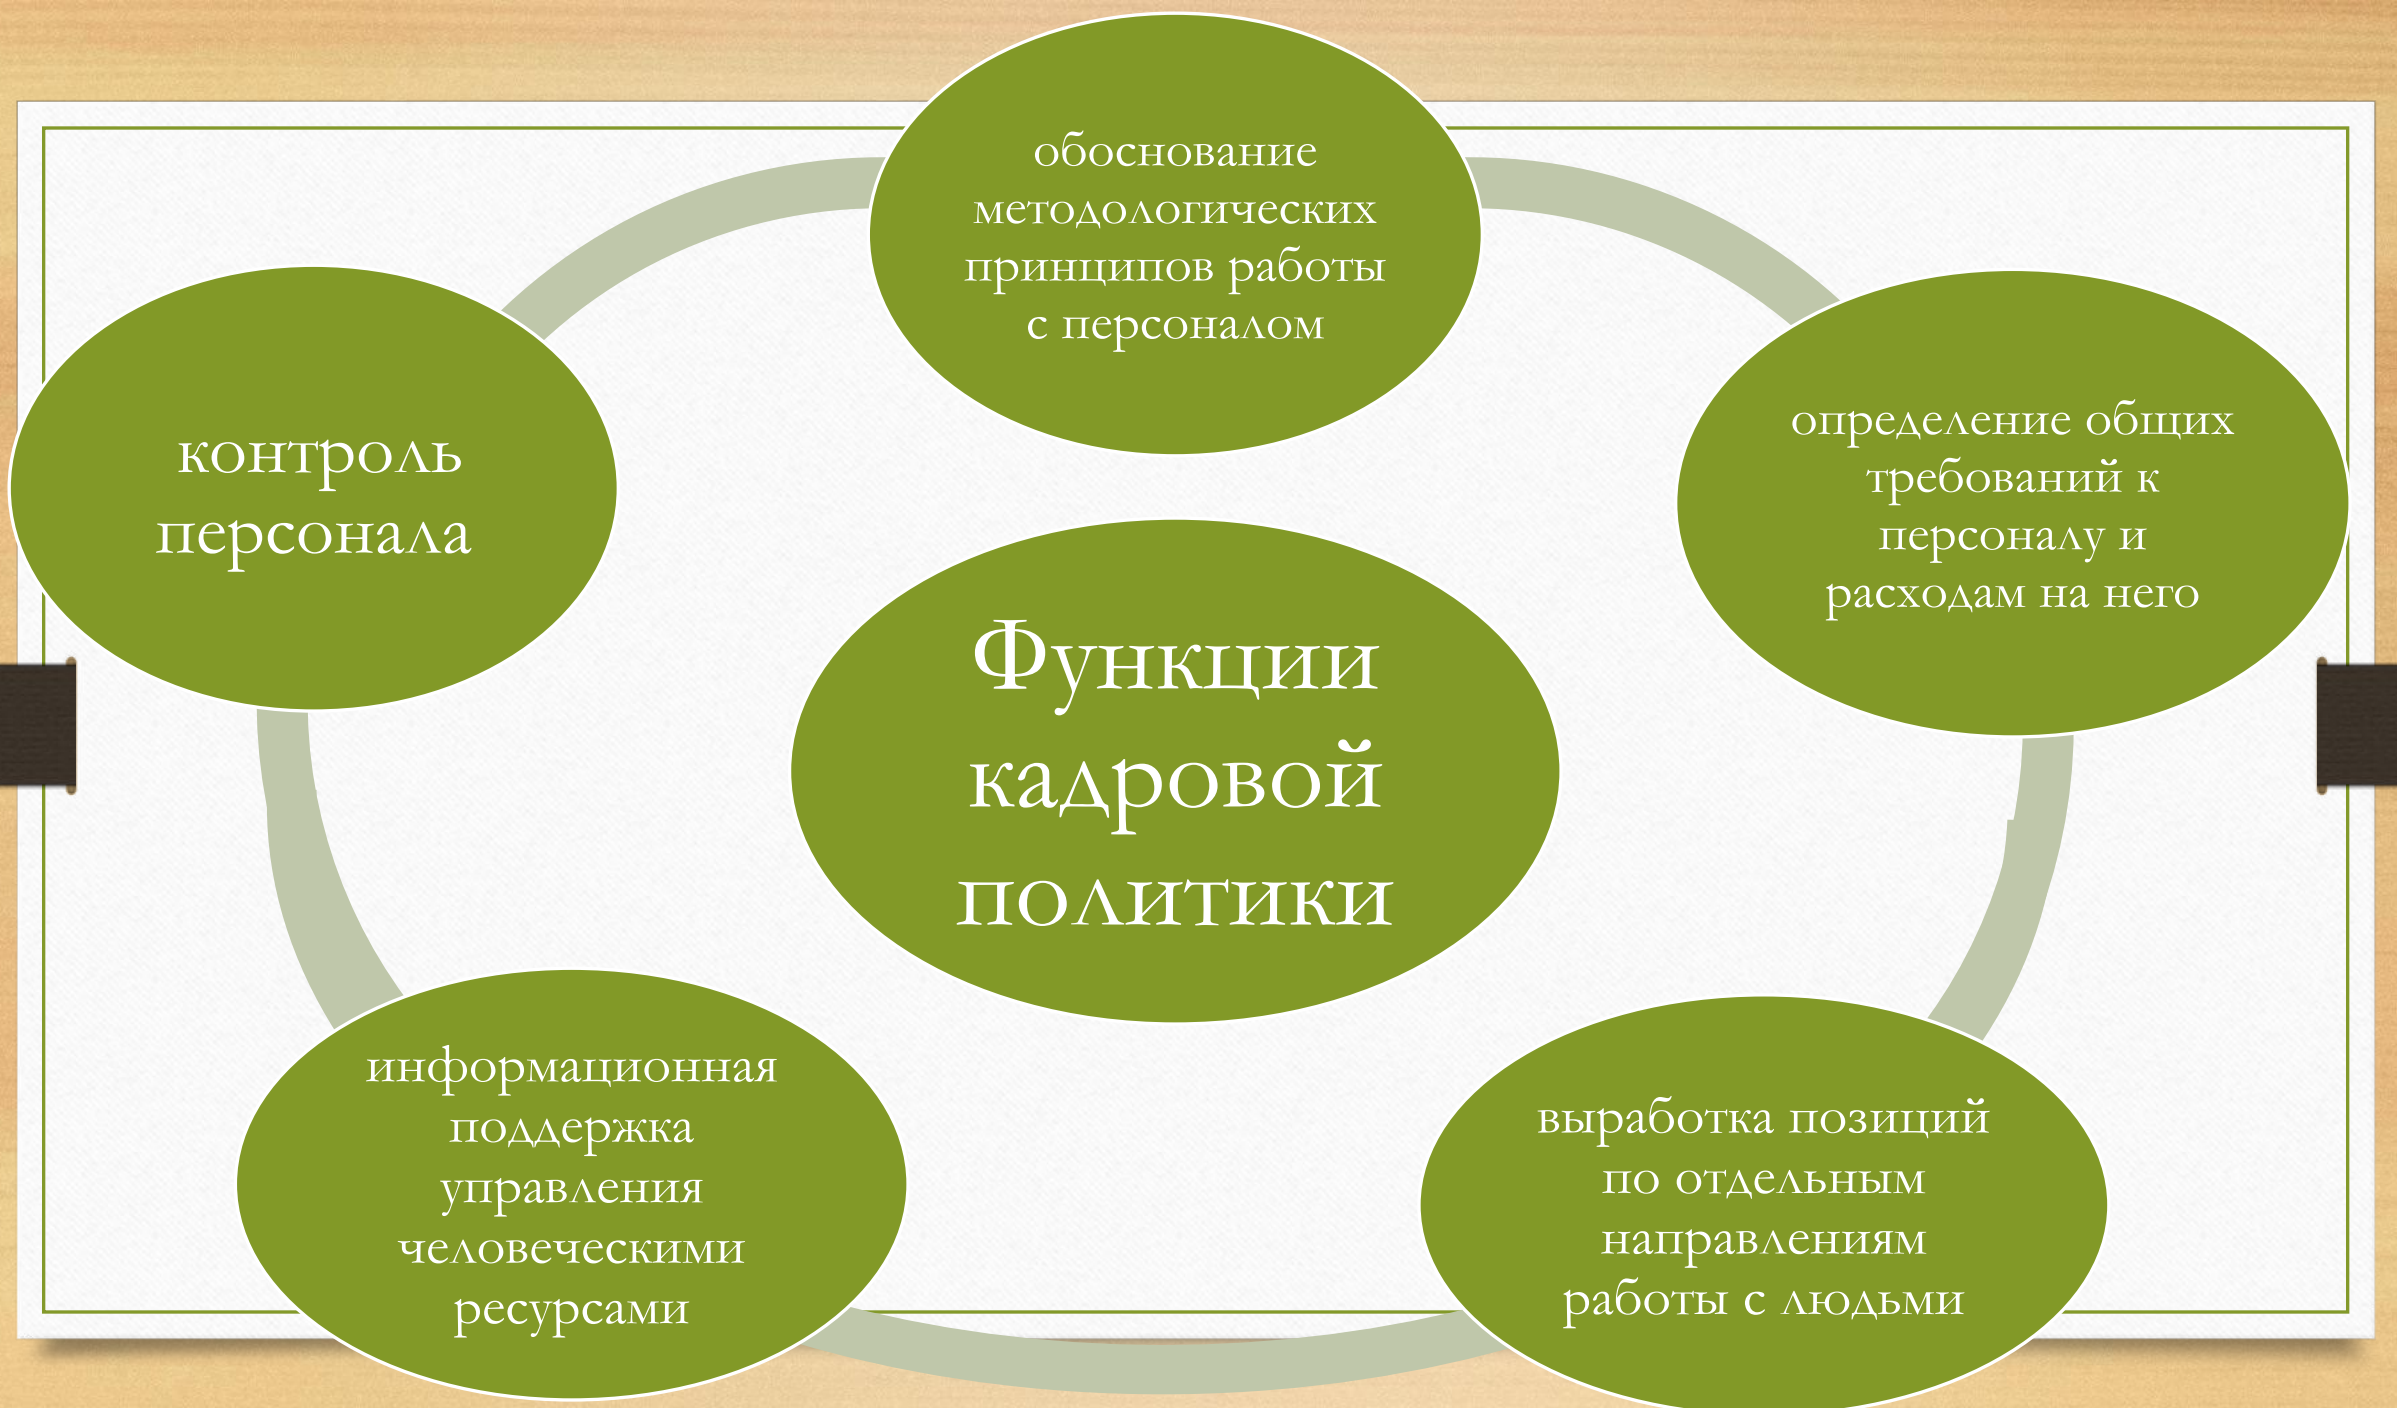 обоснование
методологических
принципов работы
с персоналом
определение общих
требований к
персоналу и
расходам на него
выработка позиций
по отдельным
направлениям
работы с людьми
информационная
поддержка
управления
человеческими
ресурсами
контроль
персонала
Функции
кадровой
политики